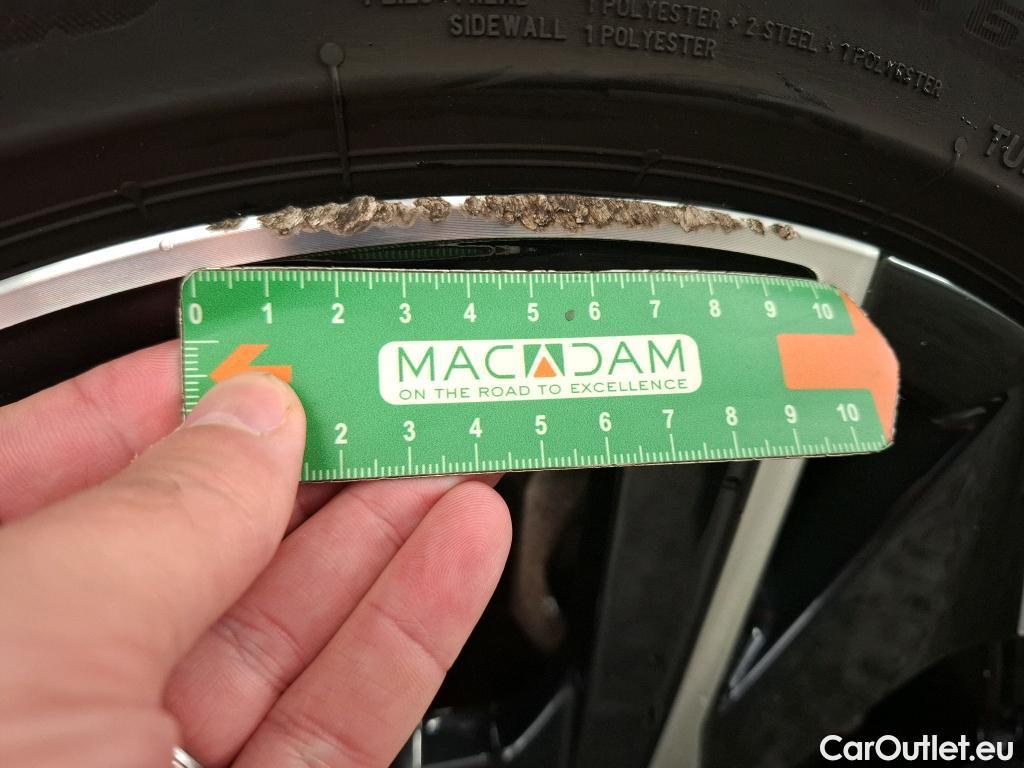 1 POLYESTER + 2 STEEL + 1 POLYESTER
SIDEWALL 1 POLYESTER
TU
0 1 2 3 4 5 6 7 8 9 10
MACADAM
ON THE ROAD TO EXCELLENCE
2 3 4 5 6 7 8 9 10
CarOutlet.eu